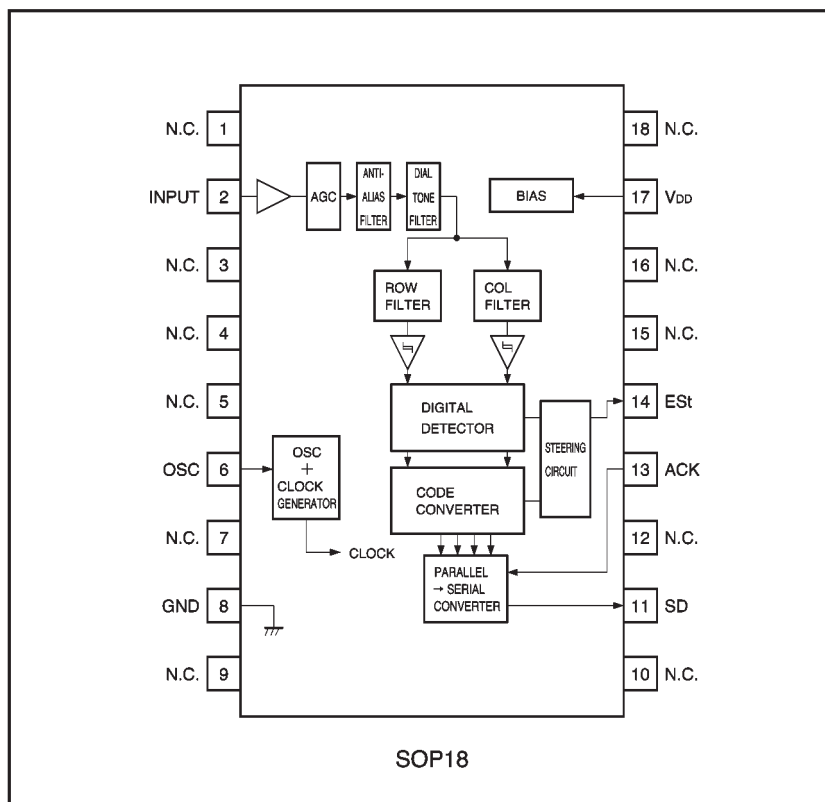 N.C. 1
18 N.C.
INPUT 2
AGC
ANTI-
ALIAS
FILTER
DIAL
TONE
FILTER
BIAS
17 VDD
N.C. 3
ROW
FILTER
COL
FILTER
16 N.C.
N.C. 4
15 N.C.
N.C. 5
DIGITAL
DETECTOR
STEERING
CIRCUIT
14 ESt
OSC 6
OSC
+
CLOCK
GENERATOR
CODE
CONVERTER
13 ACK
N.C. 7
CLOCK
12 N.C.
GND 8
PARALLEL
→ SERIAL
CONVERTER
11 SD
N.C. 9
10 N.C.
SOP18